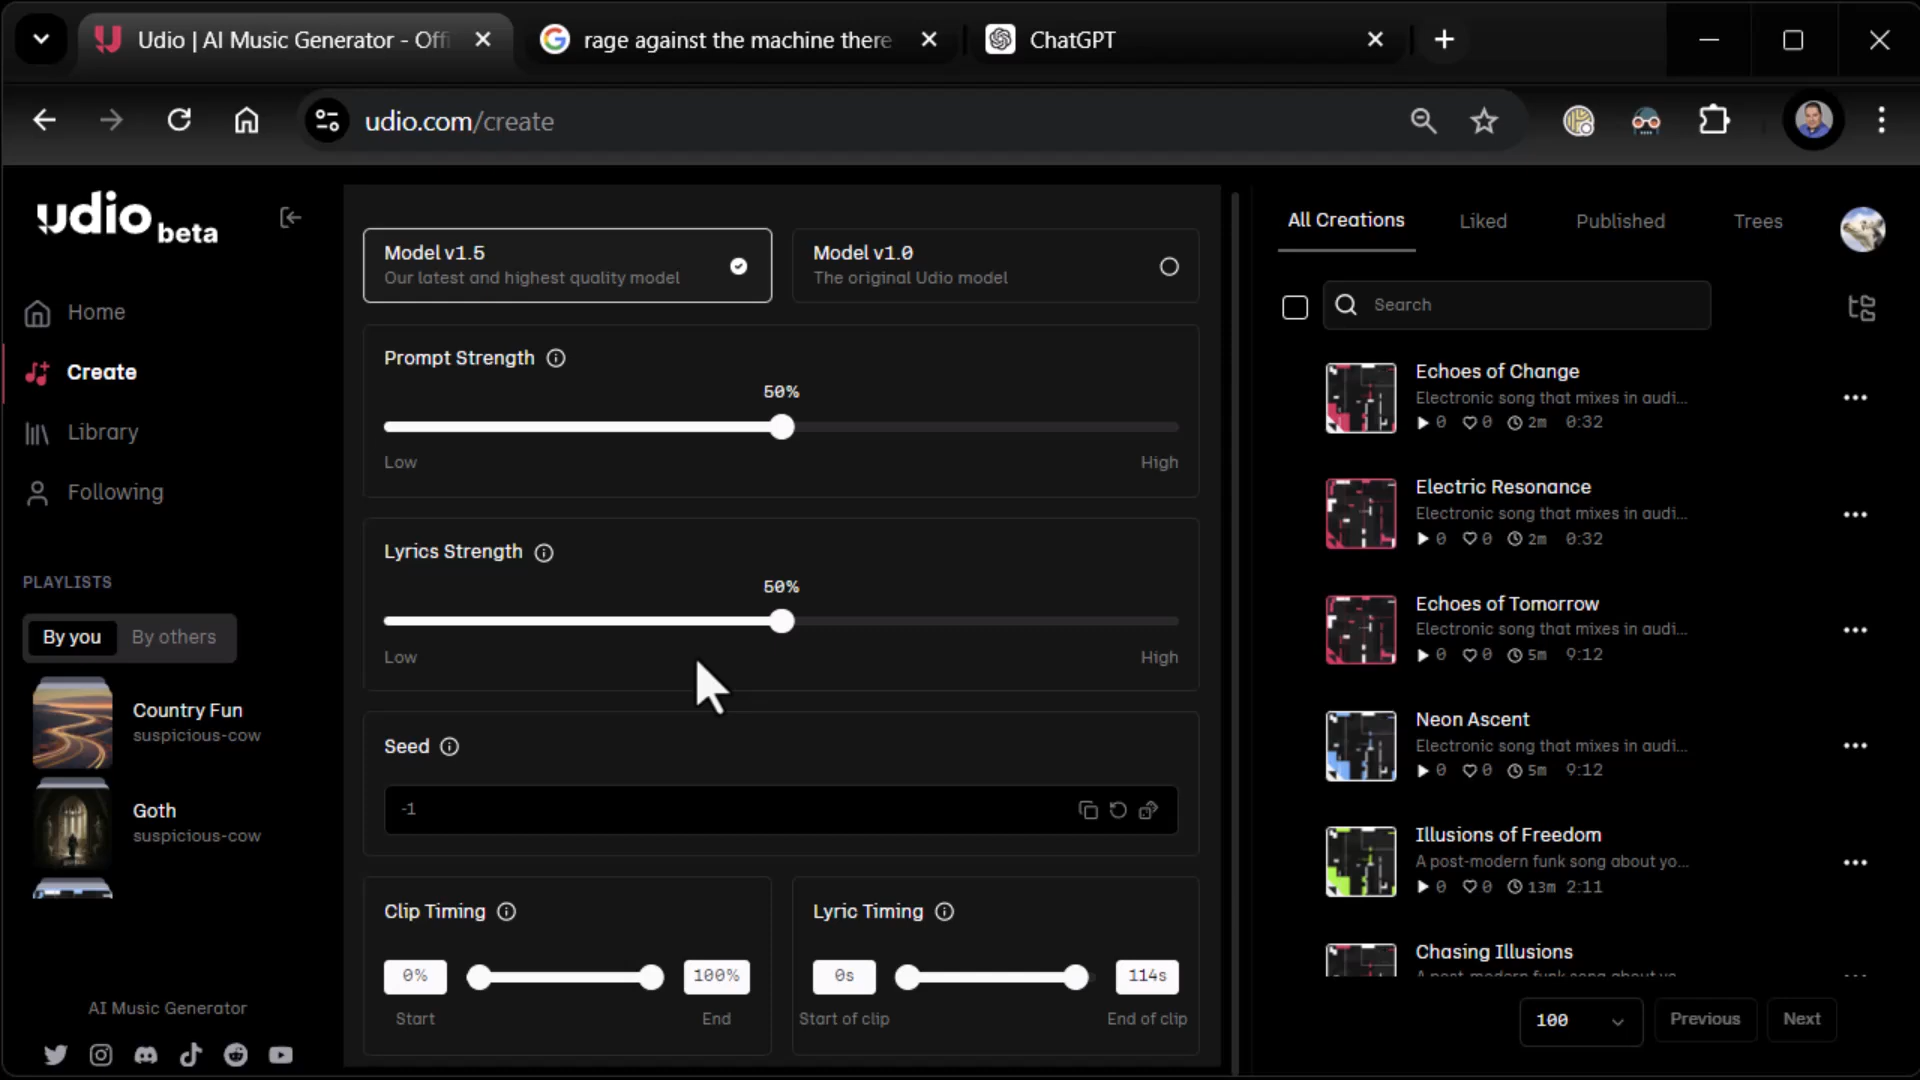 Udio | AI Music Generator - Offi
rage against the machine there
ChatGPT
udio.com/create
udio beta
Home
Create
Library
Following
PLAYLISTS
By you
By others
Country Fun
suspicious-cow
Goth
suspicious-cow
AI Music Generator
Model v1.5
Our latest and highest quality model
Model v1.0
The original Udio model
Prompt Strength
50%
Low
High
Lyrics Strength
50%
Low
High
Seed
-1
Clip Timing
0%
100%
Start
End
Lyric Timing
0s
114s
Start of clip
End of clip
All Creations
Liked
Published
Trees
Search
Echoes of Change
Electronic song that mixes in audi...
0 0 2m 0:32
Electric Resonance
Electronic song that mixes in audi...
0 0 2m 0:32
Echoes of Tomorrow
Electronic song that mixes in audi...
0 0 5m 9:12
Neon Ascent
Electronic song that mixes in audi...
0 0 5m 9:12
Illusions of Freedom
A post-modern funk song about yo...
0 0 13m 2:11
Chasing Illusions
A post-modern funk song about yo...
100
Previous
Next